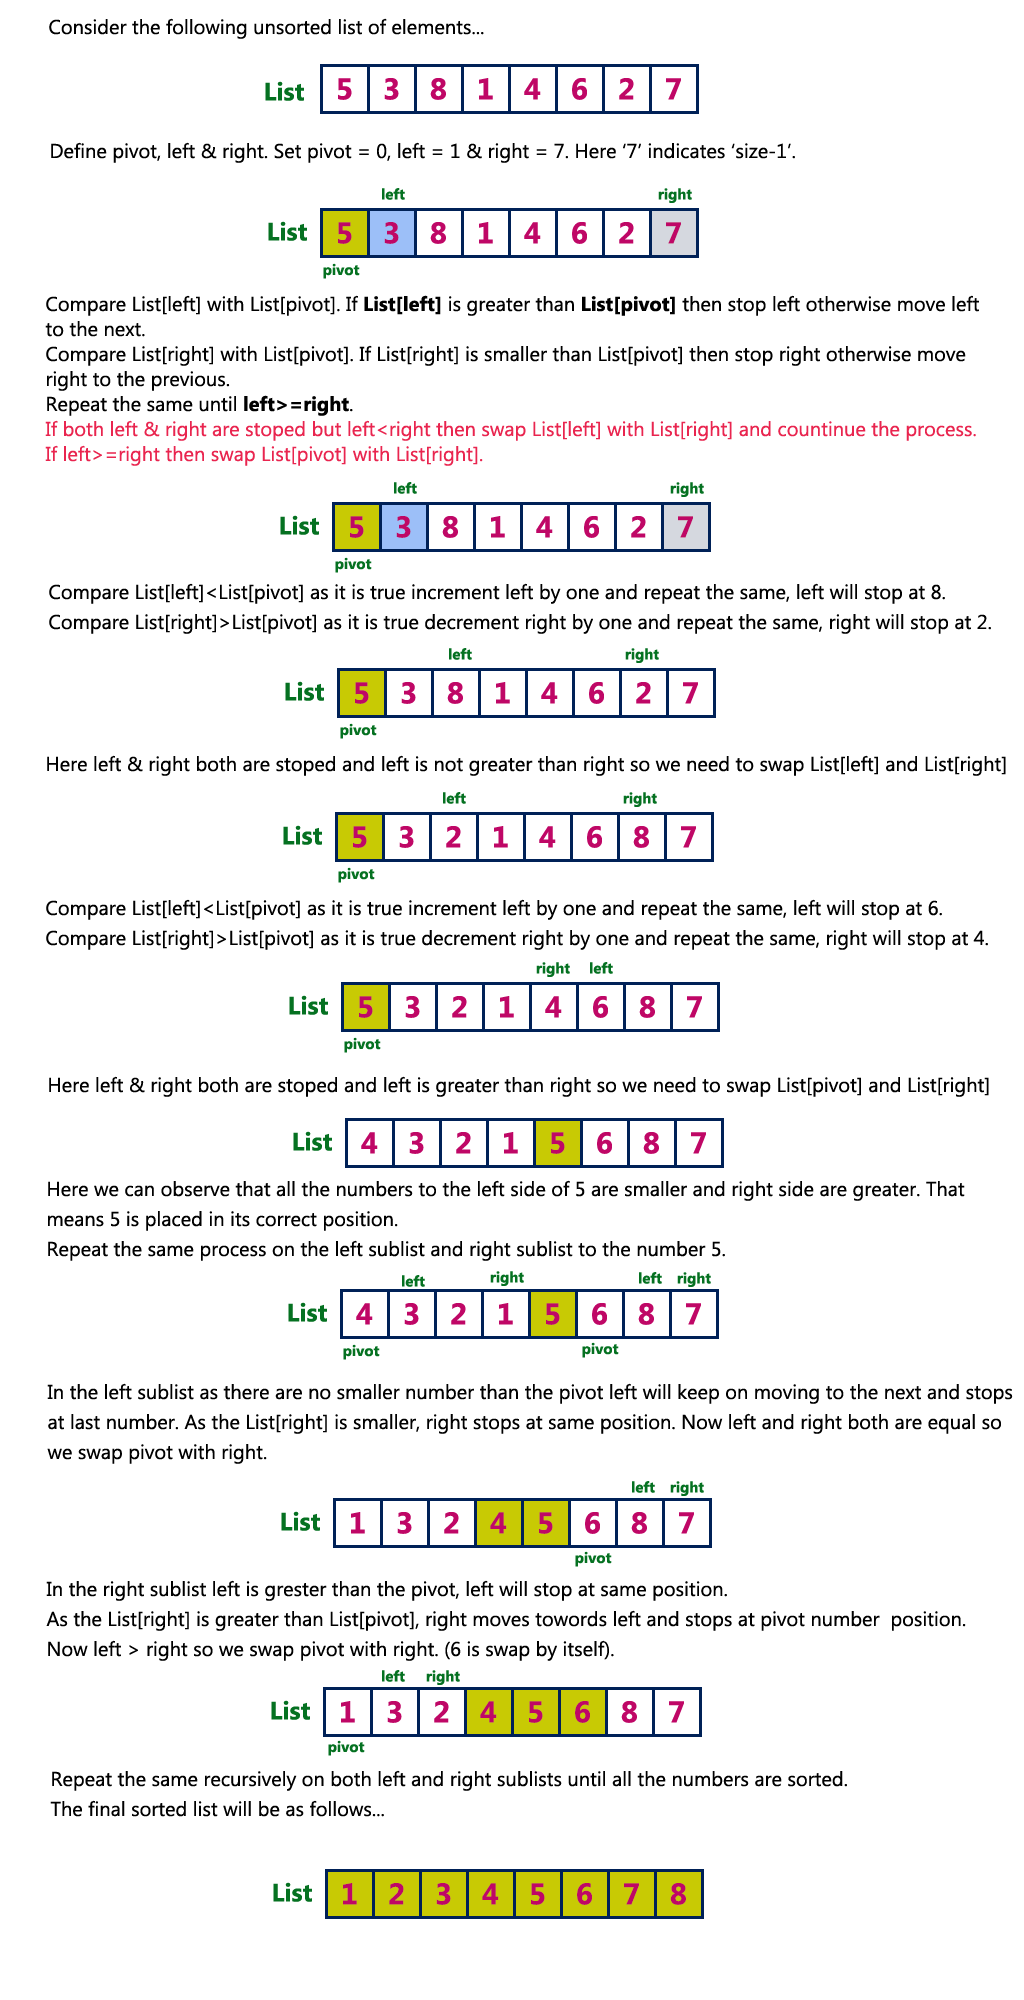 Consider the following unsorted list of elements...
List 5 3 8 1 4 6 2 7
Define pivot, left & right. Set pivot = 0, left = 1 & right = 7. Here ‘7’ indicates ‘size-1’.
left right
List 5 3 8 1 4 6 2 7
pivot
Compare List[left] with List[pivot]. If List[left] is greater than List[pivot] then stop left otherwise move left
to the next.
Compare List[right] with List[pivot]. If List[right] is smaller than List[pivot] then stop right otherwise move
right to the previous.
Repeat the same until left>=right.
If both left & right are stoped but left<right then swap List[left] with List[right] and countinue the process.
If left>=right then swap List[pivot] with List[right].
left right
List 5 3 8 1 4 6 2 7
pivot
Compare List[left]<List[pivot] as it is true increment left by one and repeat the same, left will stop at 8.
Compare List[right]>List[pivot] as it is true decrement right by one and repeat the same, right will stop at 2.
left right
List 5 3 8 1 4 6 2 7
pivot
Here left & right both are stoped and left is not greater than right so we need to swap List[left] and List[right]
left right
List 5 3 2 1 4 6 8 7
pivot
Compare List[left]<List[pivot] as it is true increment left by one and repeat the same, left will stop at 6.
Compare List[right]>List[pivot] as it is true decrement right by one and repeat the same, right will stop at 4.
right left
List 5 3 2 1 4 6 8 7
pivot
Here left & right both are stoped and left is greater than right so we need to swap List[pivot] and List[right]
List 4 3 2 1 5 6 8 7
Here we can observe that all the numbers to the left side of 5 are smaller and right side are greater. That
means 5 is placed in its correct position.
Repeat the same process on the left sublist and right sublist to the number 5.
left right left right
List 4 3 2 1 5 6 8 7
pivot pivot
In the left sublist as there are no smaller number than the pivot left will keep on moving to the next and stops
at last number. As the List[right] is smaller, right stops at same position. Now left and right both are equal so
we swap pivot with right.
left right
List 1 3 2 4 5 6 8 7
pivot
In the right sublist left is grester than the pivot, left will stop at same position.
As the List[right] is greater than List[pivot], right moves towords left and stops at pivot number position.
Now left > right so we swap pivot with right. (6 is swap by itself).
left right
List 1 3 2 4 5 6 8 7
pivot
Repeat the same recursively on both left and right sublists until all the numbers are sorted.
The final sorted list will be as follows...
List 1 2 3 4 5 6 7 8